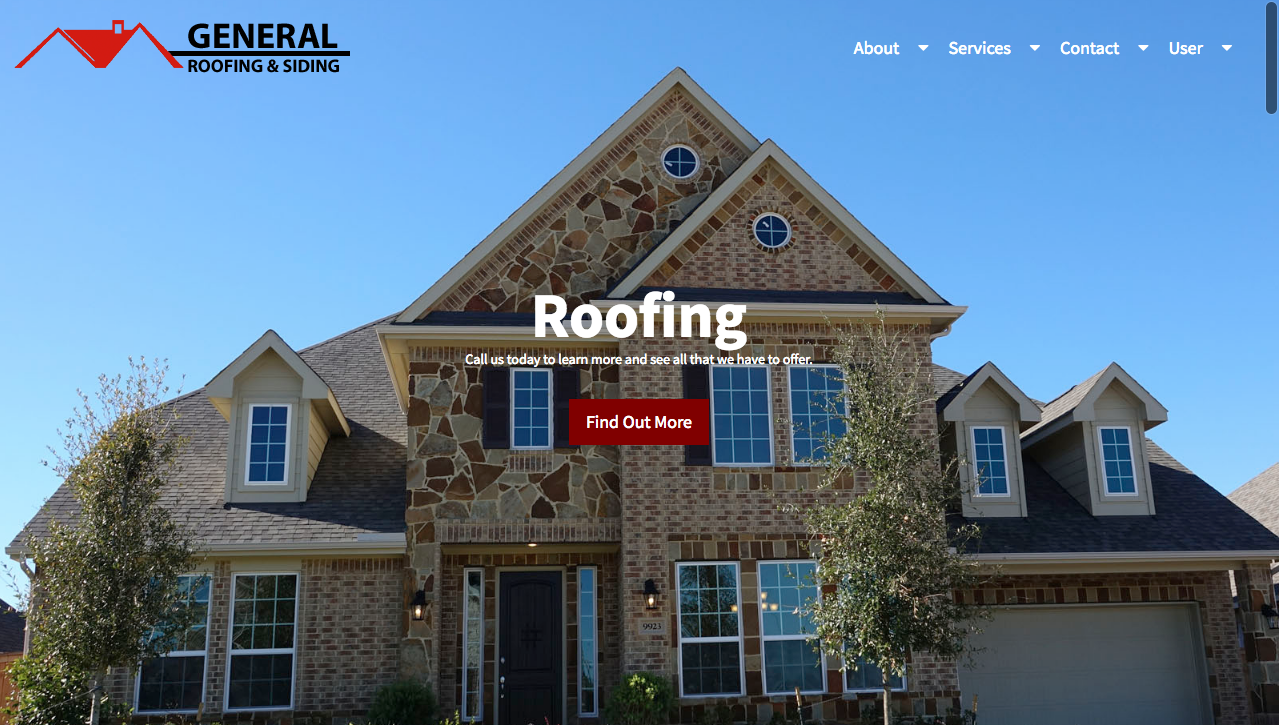 GENERAL
ROOFING & SIDING
About
Services
Contact
User
Roofing
Call us today to learn more and see all that we have to offer.
Find Out More
9923